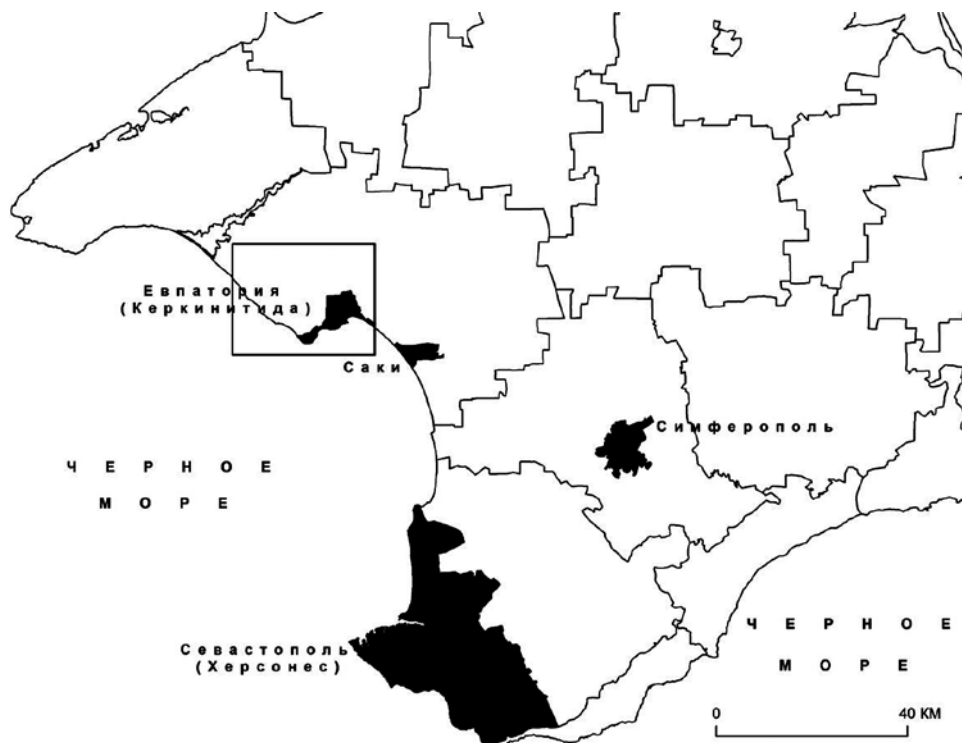 Евпатория
(Керкинитида)
Саки
Симферополь
ЧЕРНОЕ
МОРЕ
Севастополь
(Херсонес)
ЧЕРНОЕ
МОРЕ
0 40 КМ